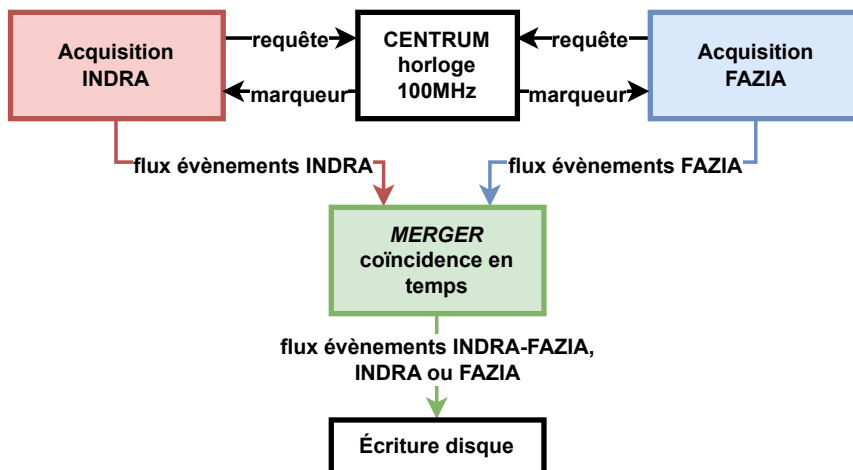 Acquisition
INDRA
requête
marqueur
CENTRUM
horloge
100MHz
requête
marqueur
Acquisition
FAZIA
flux évènements INDRA
flux évènements FAZIA
MERGER
coïncidence en
temps
flux évènements INDRA-FAZIA,
INDRA ou FAZIA
Écriture disque